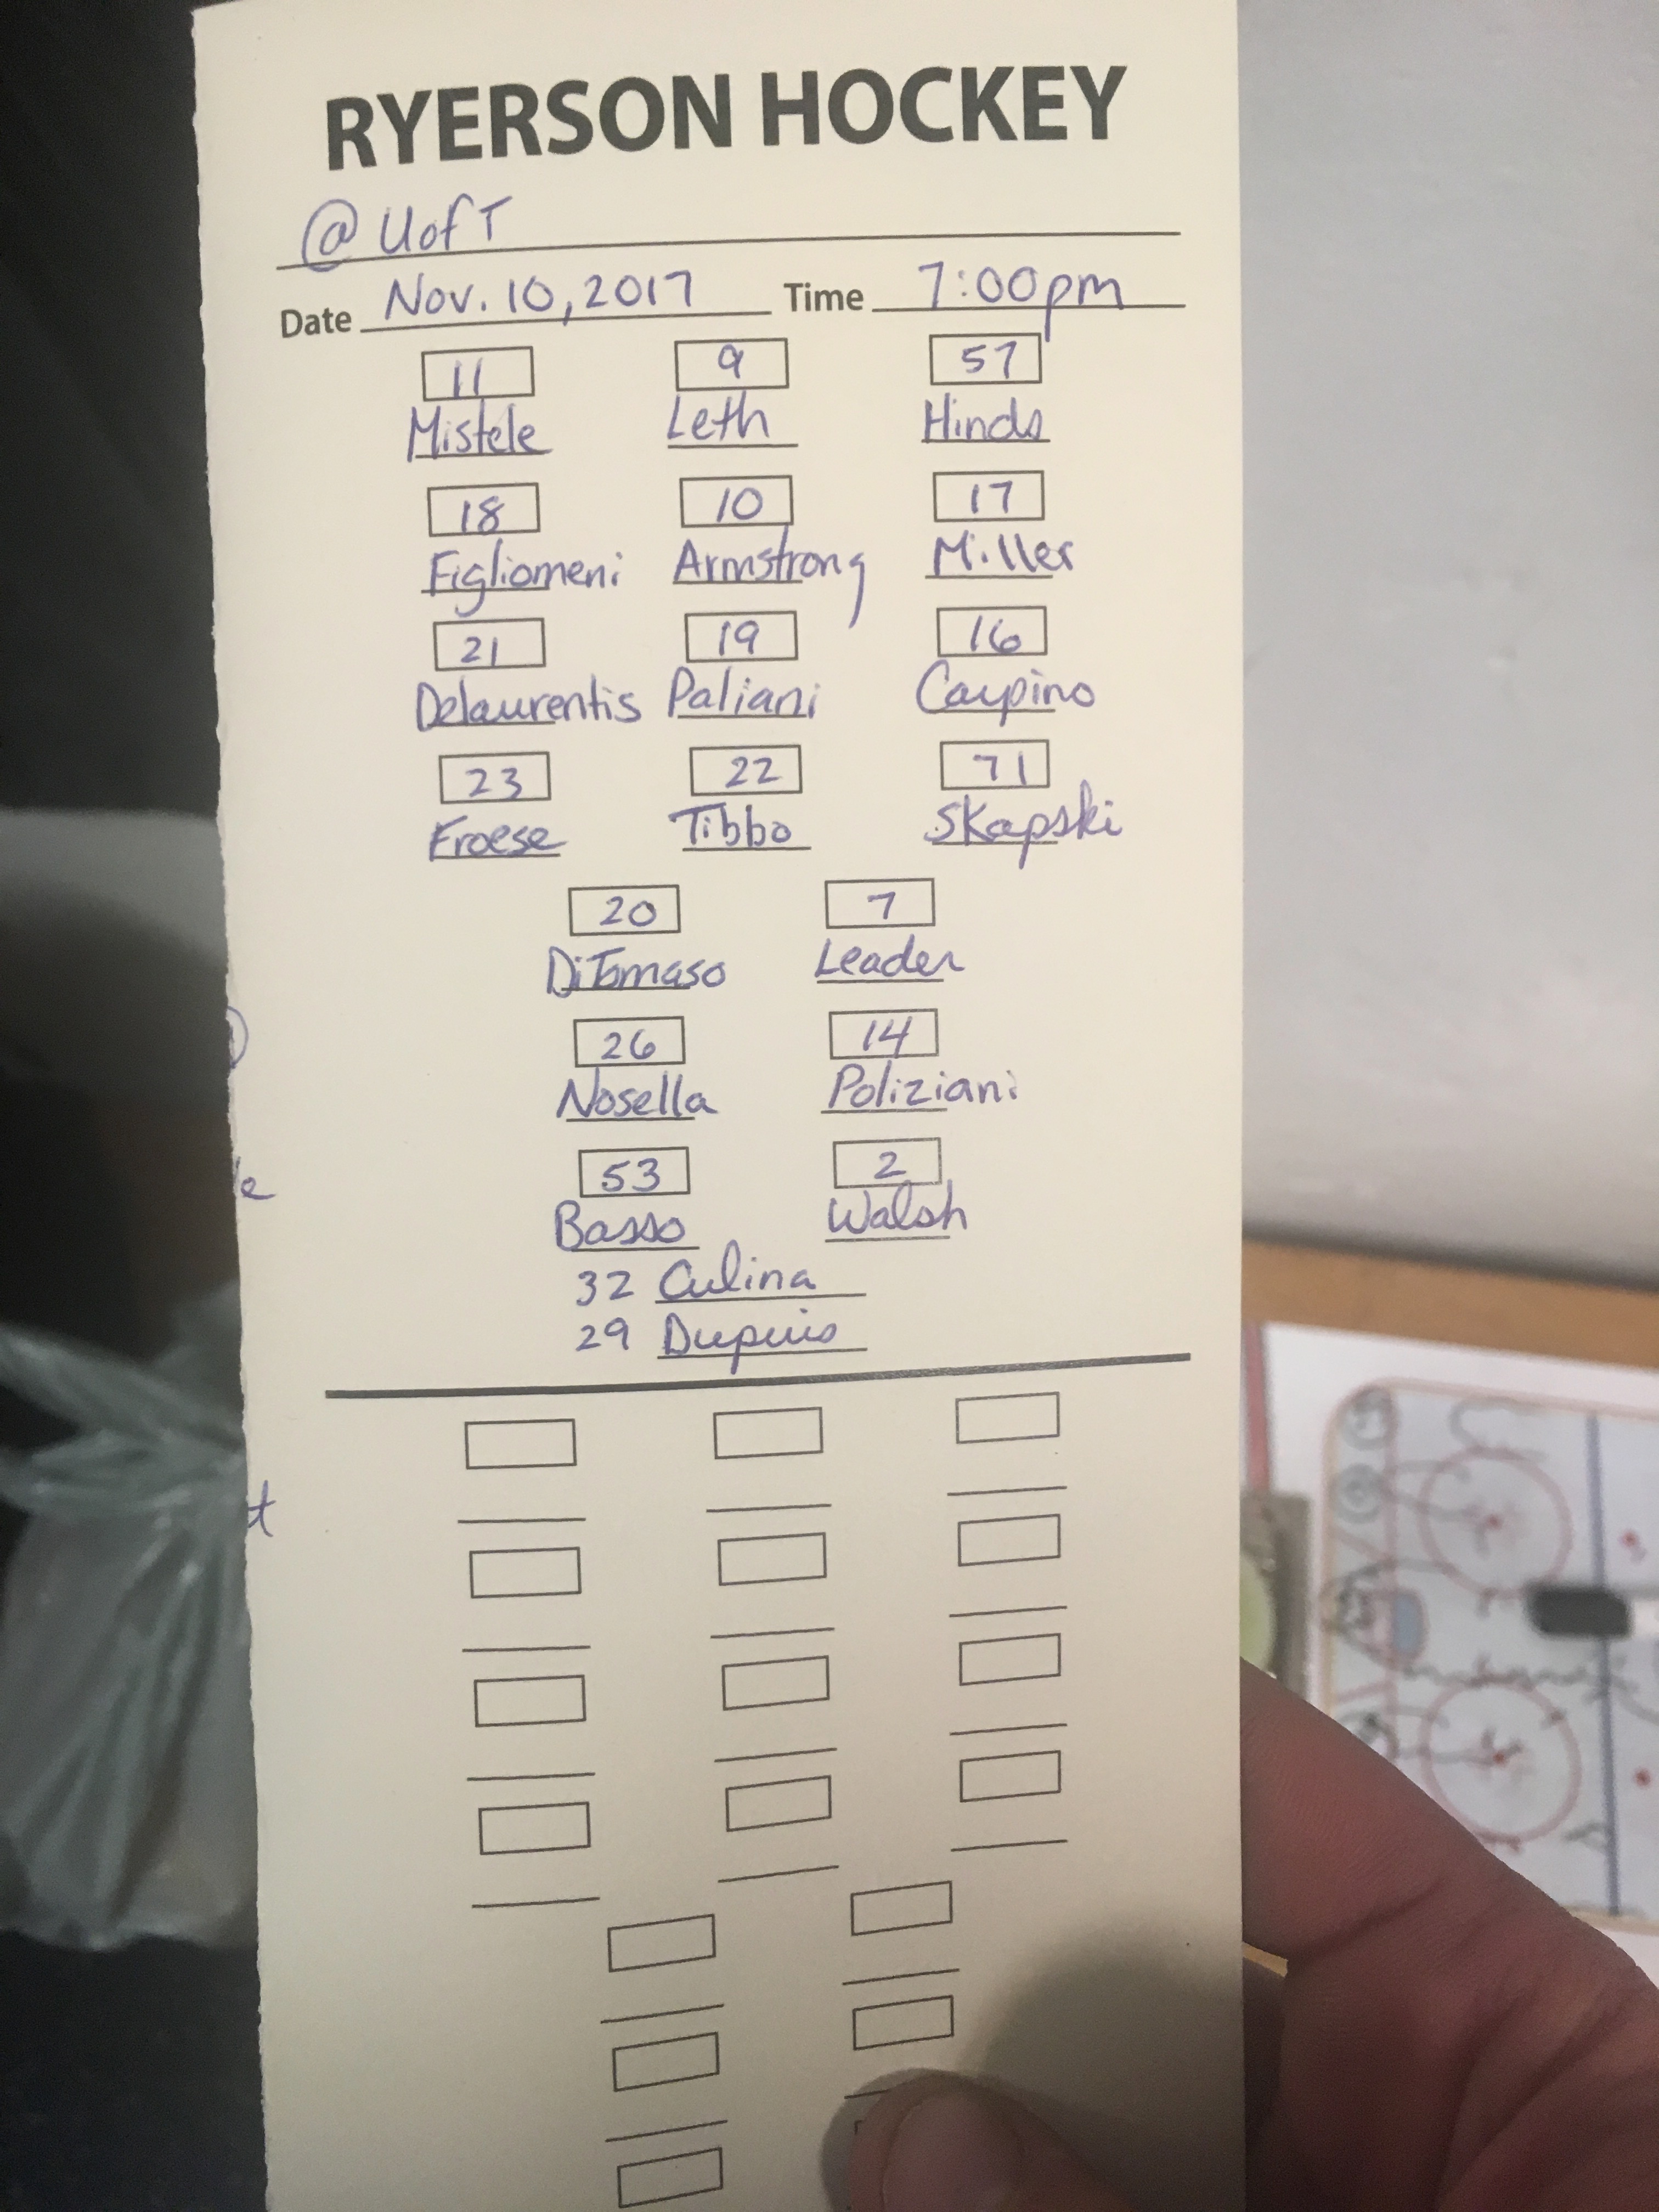 RYERSON HOCKEY
@ UofT
Date Nov. 10, 2017 Time 7:00pm
11 9 57
Mistele Leth Hinds
18 10 17
Figliomeni Armstrong Miller
21 19 16
Delaurentis Paliani Carpino
23 22 71
Froese Tibbo Skapski
20 7
DiTomaso Leader
26 14
Nosella Poliziani
53 2
Basso Walsh
32 Culina
29 Dupuis